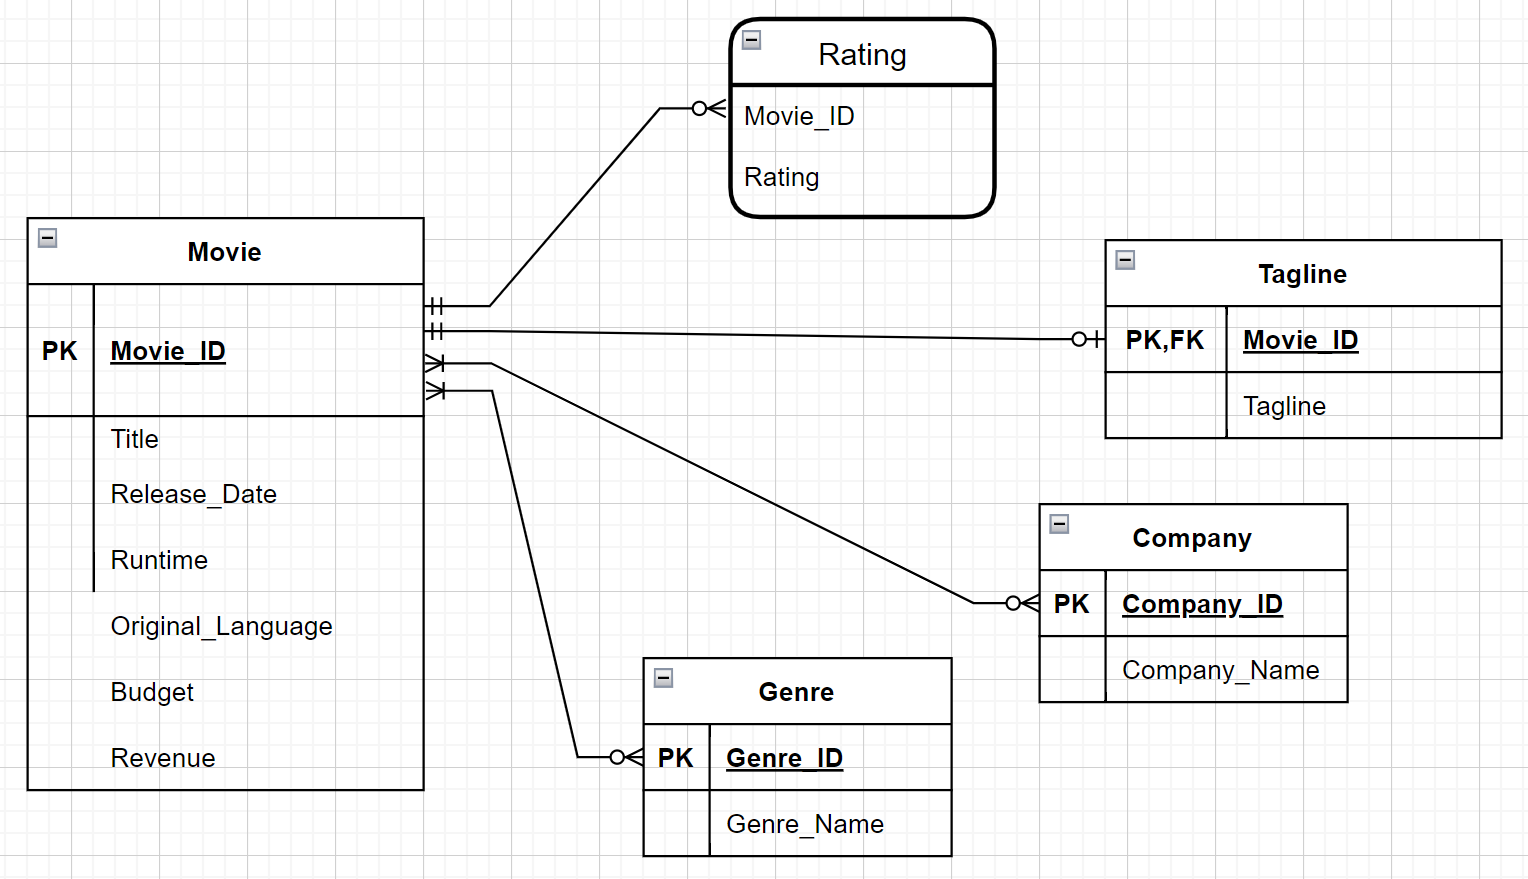 Rating
Movie_ID
Rating
Movie
PK Movie_ID
Title
Release_Date
Runtime
Original_Language
Budget
Revenue
Tagline
PK,FK Movie_ID
Tagline
Company
PK Company_ID
Company_Name
Genre
PK Genre_ID
Genre_Name